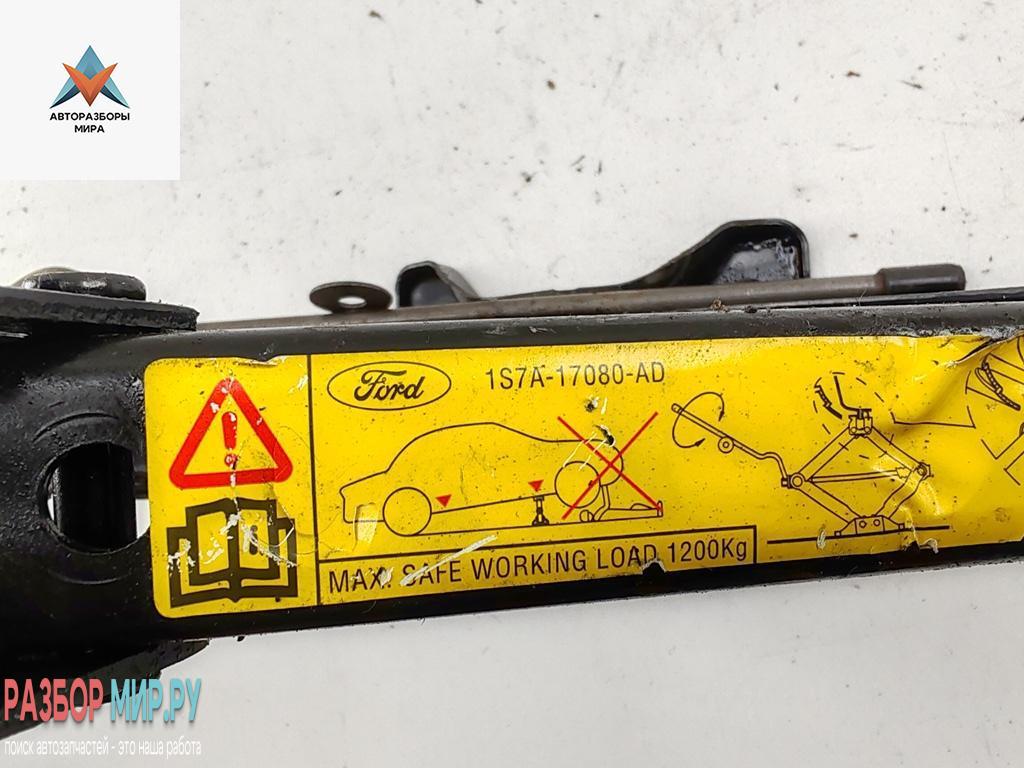 АВТОРАЗБОРЫ
МИРА
Ford
1S7A-17080-AD
MAX. SAFE WORKING LOAD 1200Kg
РАЗБОР МИР.РУ
поиск автозапчастей - это наша работа